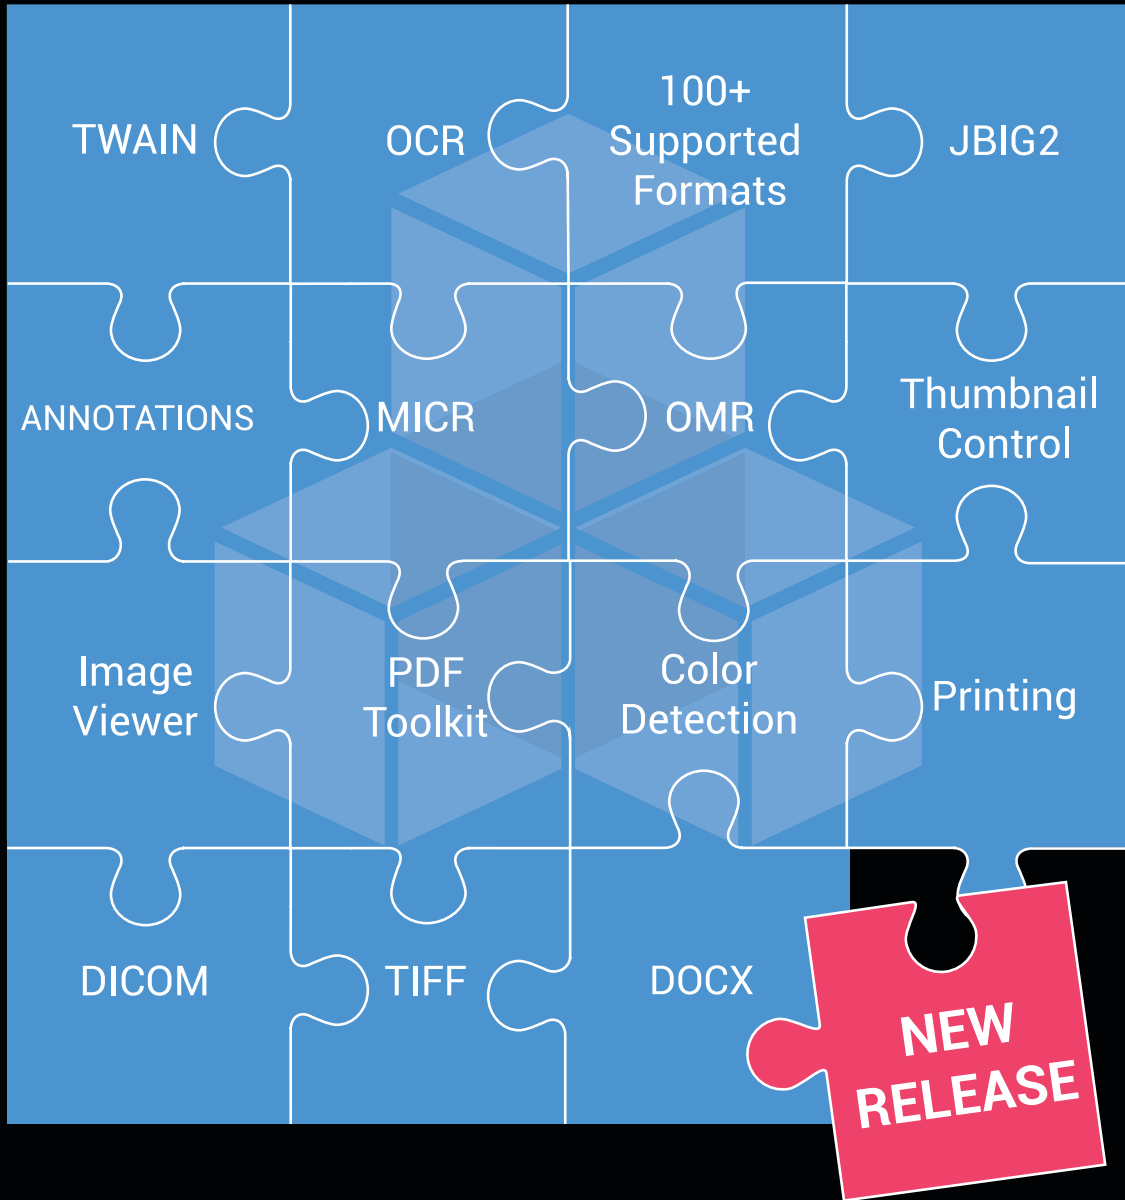 TWAIN
OCR
100+
Supported
Formats
JBIG2
ANNOTATIONS
MICR
OMR
Thumbnail
Control
Image
Viewer
PDF
Toolkit
Color
Detection
Printing
DICOM
TIFF
DOCX
NEW
RELEASE